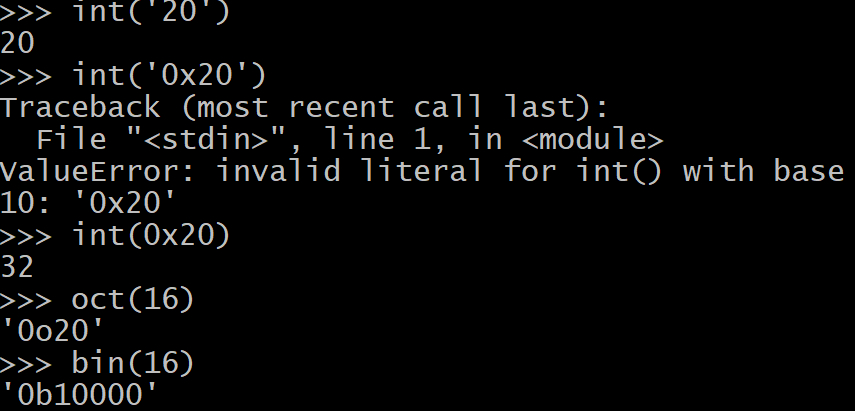 >>> int('20')
20
>>> int('0x20')
Traceback (most recent call last):
  File "<stdin>", line 1, in <module>
ValueError: invalid literal for int() with base
10: '0x20'
>>> int(0x20)
32
>>> oct(16)
'0o20'
>>> bin(16)
'0b10000'